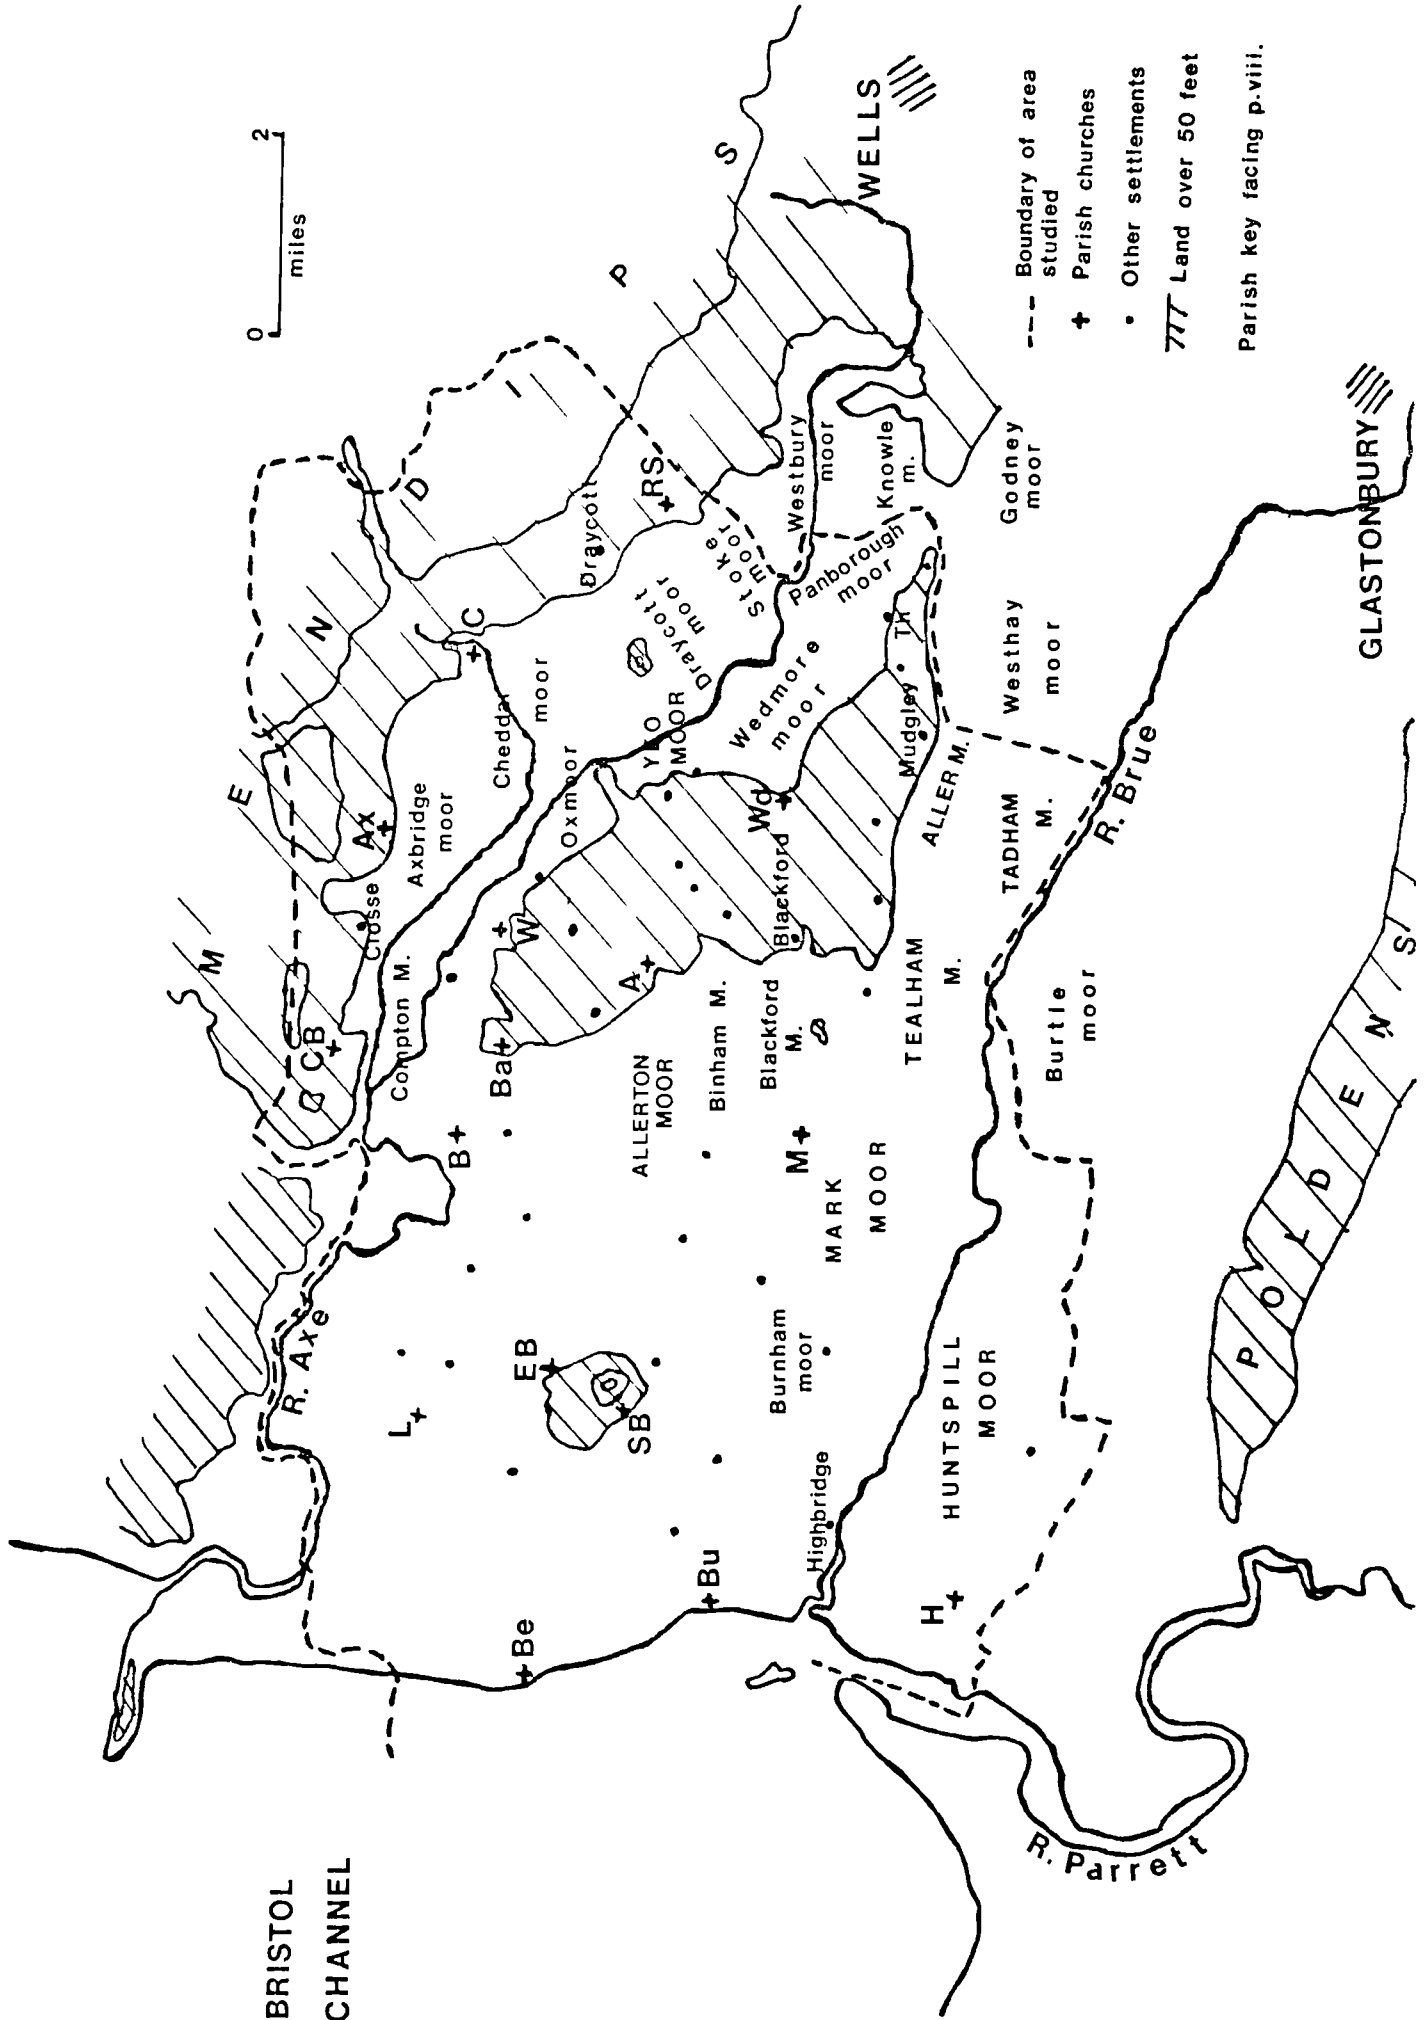 BRISTOL
CHANNEL
0 2
miles
M E N D I P S
R. Axe
CB
Crosse
Compton M.
Ax
Axbridge
moor
C
Cheddar
moor
Draycott
RS
Draycott
moor
Stoke
moor
Westbury
moor
Knowle
m.
WELLS
L
B
Ba
W
Oxmoor
YEO
MOOR
Be
EB
SB
A
ALLERTON
MOOR
Binham M.
Blackford
M.
Blackford
Wd
Wedmore
moor
Panborough
moor
Godney
moor
Bu
Burnham
moor
M
MARK
MOOR
Mudgley
Th
ALLER M.
Westhay
moor
Highbridge
TEALHAM
M.
TADHAM
M.
H
HUNTSPILL
MOOR
Burtle
moor
R. Brue
R. Parrett
POLDENS
GLASTONBURY
Boundary of area
studied
Parish churches
Other settlements
Land over 50 feet
Parish key facing p.viii.